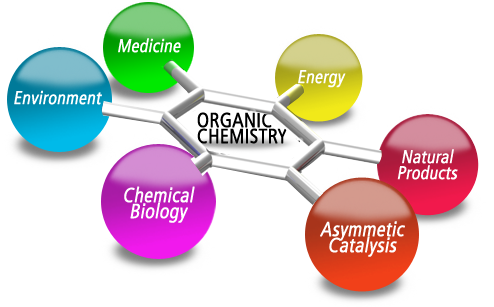 Medicine
Energy
Environment
ORGANIC
CHEMISTRY
Natural
Products
Chemical
Biology
Asymmetic
Catalysis